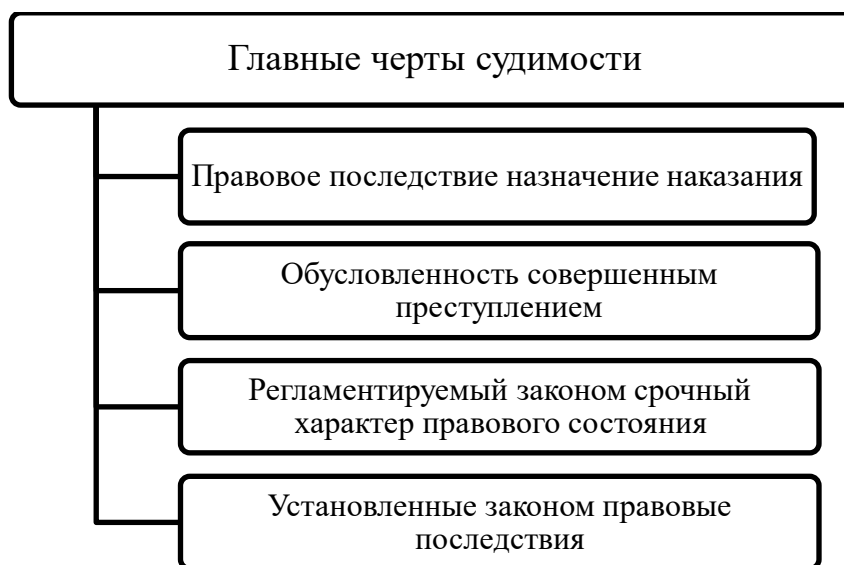 Главные черты судимости
Правовое последствие назначение наказания
Обусловленность совершенным
преступлением
Регламентируемый законом срочный
характер правового состояния
Установленные законом правовые
последствия